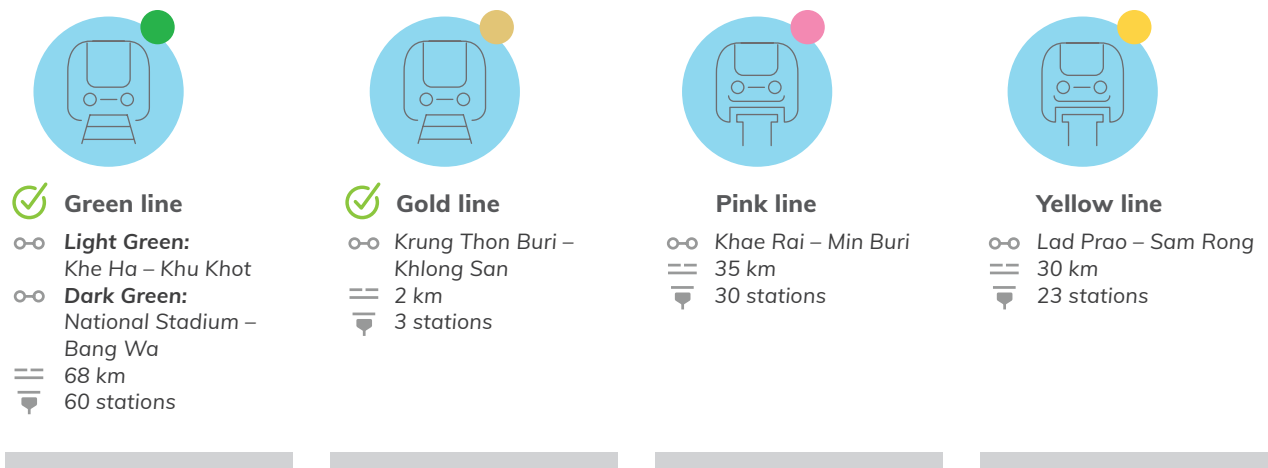 Green line
Light Green:
Khe Ha – Khu Khot
Dark Green:
National Stadium –
Bang Wa
68 km
60 stations
Gold line
Krung Thon Buri –
Khlong San
2 km
3 stations
Pink line
Khae Rai – Min Buri
35 km
30 stations
Yellow line
Lad Prao – Sam Rong
30 km
23 stations